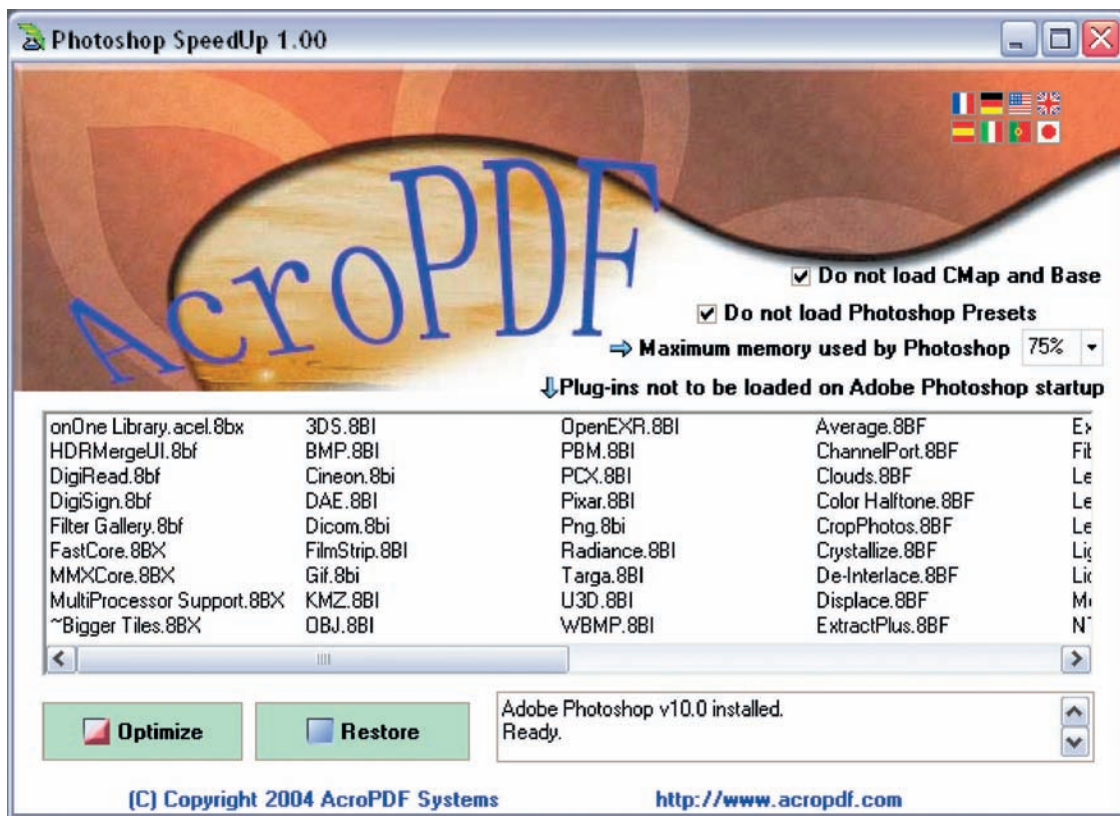 Photoshop SpeedUp 1.00
AcroPDF
Do not load CMap and Base
Do not load Photoshop Presets
Maximum memory used by Photoshop 75%
Plug-ins not to be loaded on Adobe Photoshop startup
onOne Library.acel.8bx 3DS.8BI OpenEXR.8BI Average.8BF Ex
HDRMergeUI.8bf BMP.8BI PBM.8BI ChannelPort.8BF Fib
DigiRead.8bf Cineon.8bi PCX.8BI Clouds.8BF Le
DigiSign.8bf DAE.8BI Pixar.8BI Color Halftone.8BF Le
Filter Gallery.8bf Dicom.8bi Png.8bi CropPhotos.8BF Le
FastCore.8BX FilmStrip.8BI Radiance.8BI Crystallize.8BF Lig
MMXCore.8BX Gif.8bi Targa.8BI De-Interlace.8BF
MultiProcessor Support.8BX KMZ.8BI U3D.8BI Displace.8BF
~Bigger Tiles.8BX OBJ.8BI WBMP.8BI ExtractPlus.8BF
Optimize
Restore
Adobe Photoshop v10.0 installed.
Ready.
(C) Copyright 2004 AcroPDF Systems http://www.acropdf.com